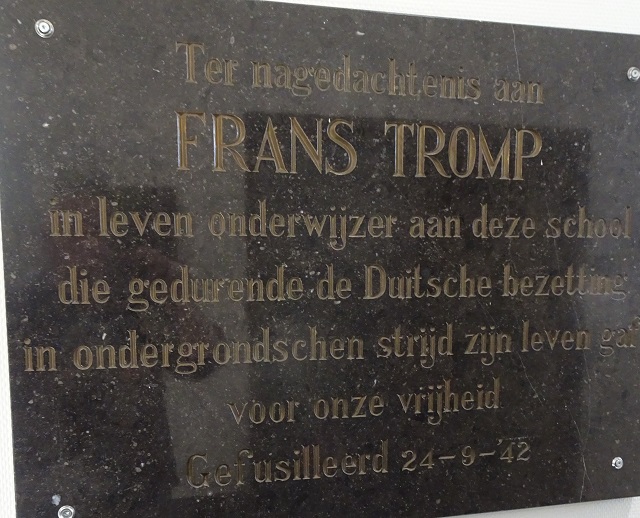 Ter nagedachtenis aan
FRANS TROMP
in leven onderwijzer aan deze school
die gedurende de Duitsche bezetting
in ondergrondschen strijd zijn leven gaf
voor onze vrijheid
Gefusilleerd 24-9-'42